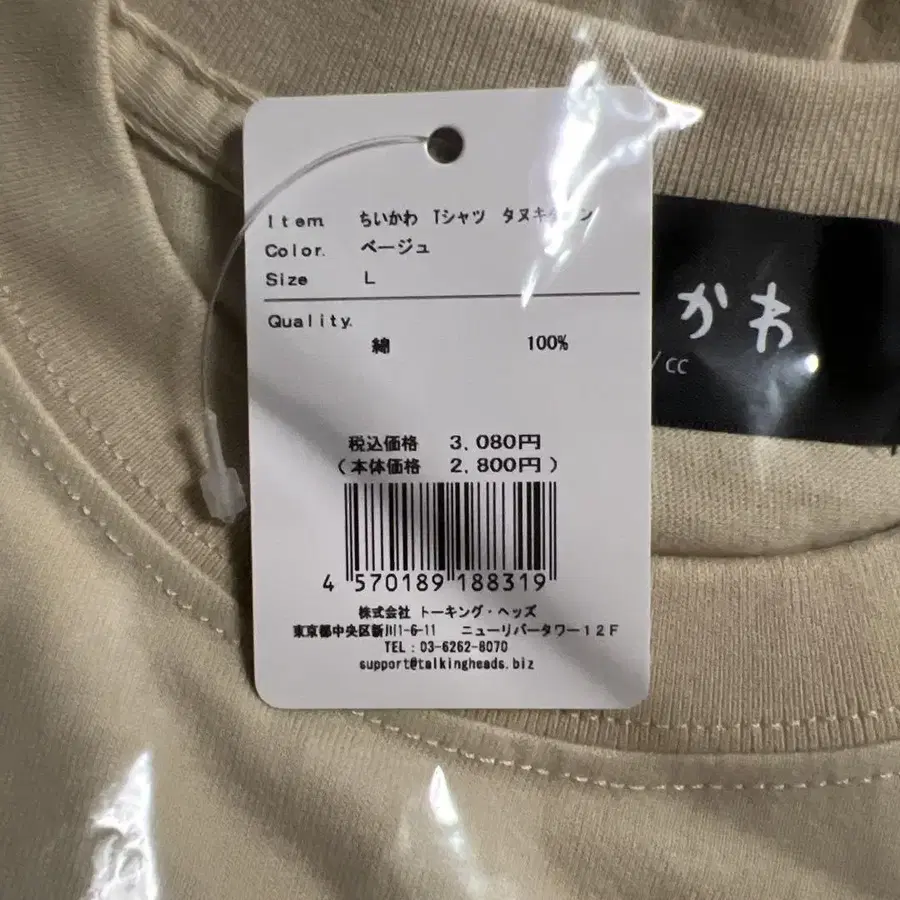 Item ちいかわ Tシャツ
Color. ベージュ
Size L
Quality.
綿 100%
税込価格 3,080円
(本体価格 2,800円)
4 570189 188319
株式会社 トーキング・ヘッズ
東京都中央区新川1-6-11 ニューリバータワー12F
TEL:03-6262-8070
support@talkingheads.biz
かわ
/cc